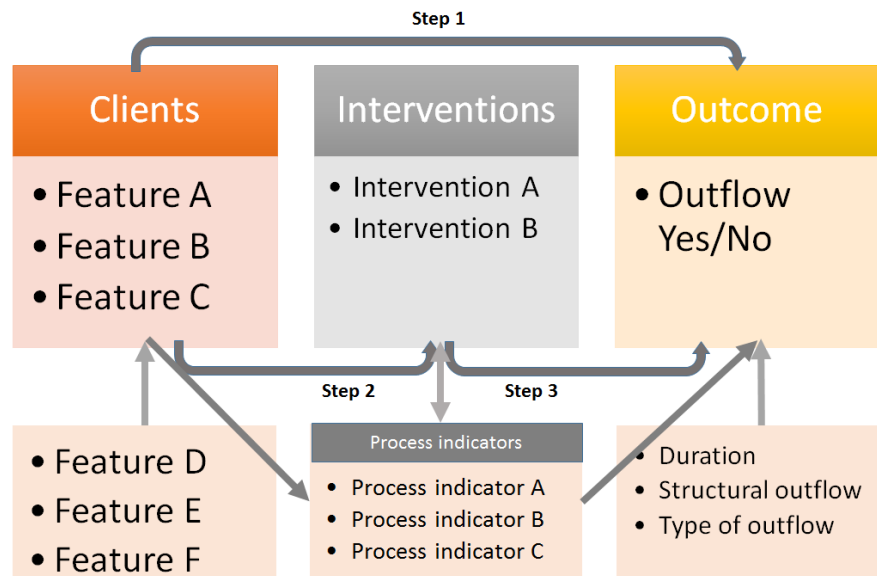 Step 1
Clients
Interventions
Outcome
• Feature A
• Feature B
• Feature C
• Intervention A
• Intervention B
• Outflow
Yes/No
Step 2
Step 3
• Feature D
• Feature E
• Feature F
Process indicators
• Process indicator A
• Process indicator B
• Process indicator C
• Duration
• Structural outflow
• Type of outflow